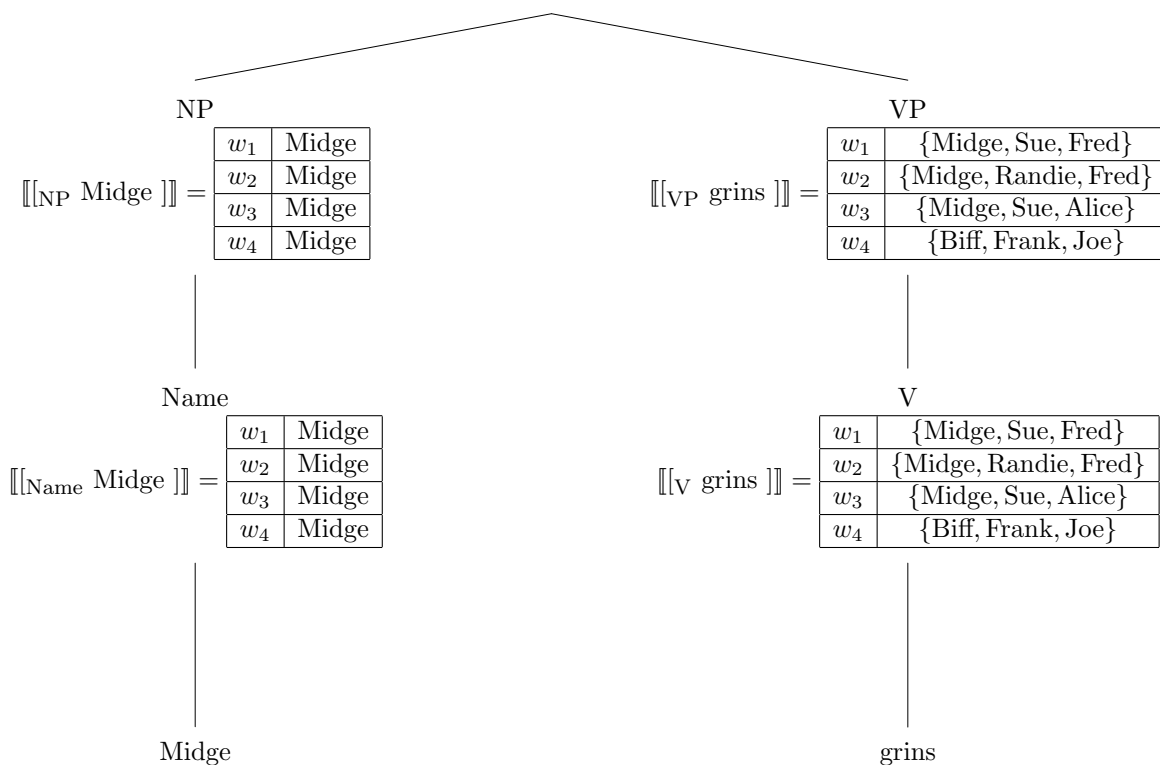 NP VP
⟦[NP Midge ]⟧ = w1 Midge ⟦[VP grins ]⟧ = w1 {Midge, Sue, Fred}
w2 Midge w2 {Midge, Randie, Fred}
w3 Midge w3 {Midge, Sue, Alice}
w4 Midge w4 {Biff, Frank, Joe}
Name V
⟦[Name Midge ]⟧ = w1 Midge ⟦[V grins ]⟧ = w1 {Midge, Sue, Fred}
w2 Midge w2 {Midge, Randie, Fred}
w3 Midge w3 {Midge, Sue, Alice}
w4 Midge w4 {Biff, Frank, Joe}
Midge grins